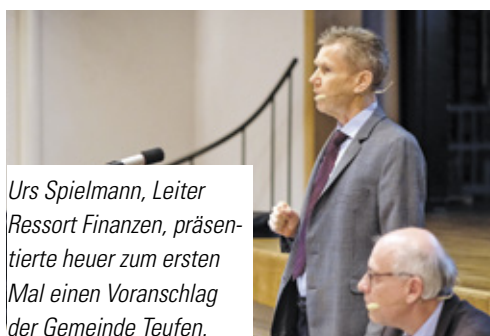 Urs Spielmann, Leiter
Ressort Finanzen, präsen-
tierte heuer zum ersten
Mal einen Voranschlag
der Gemeinde Teufen.